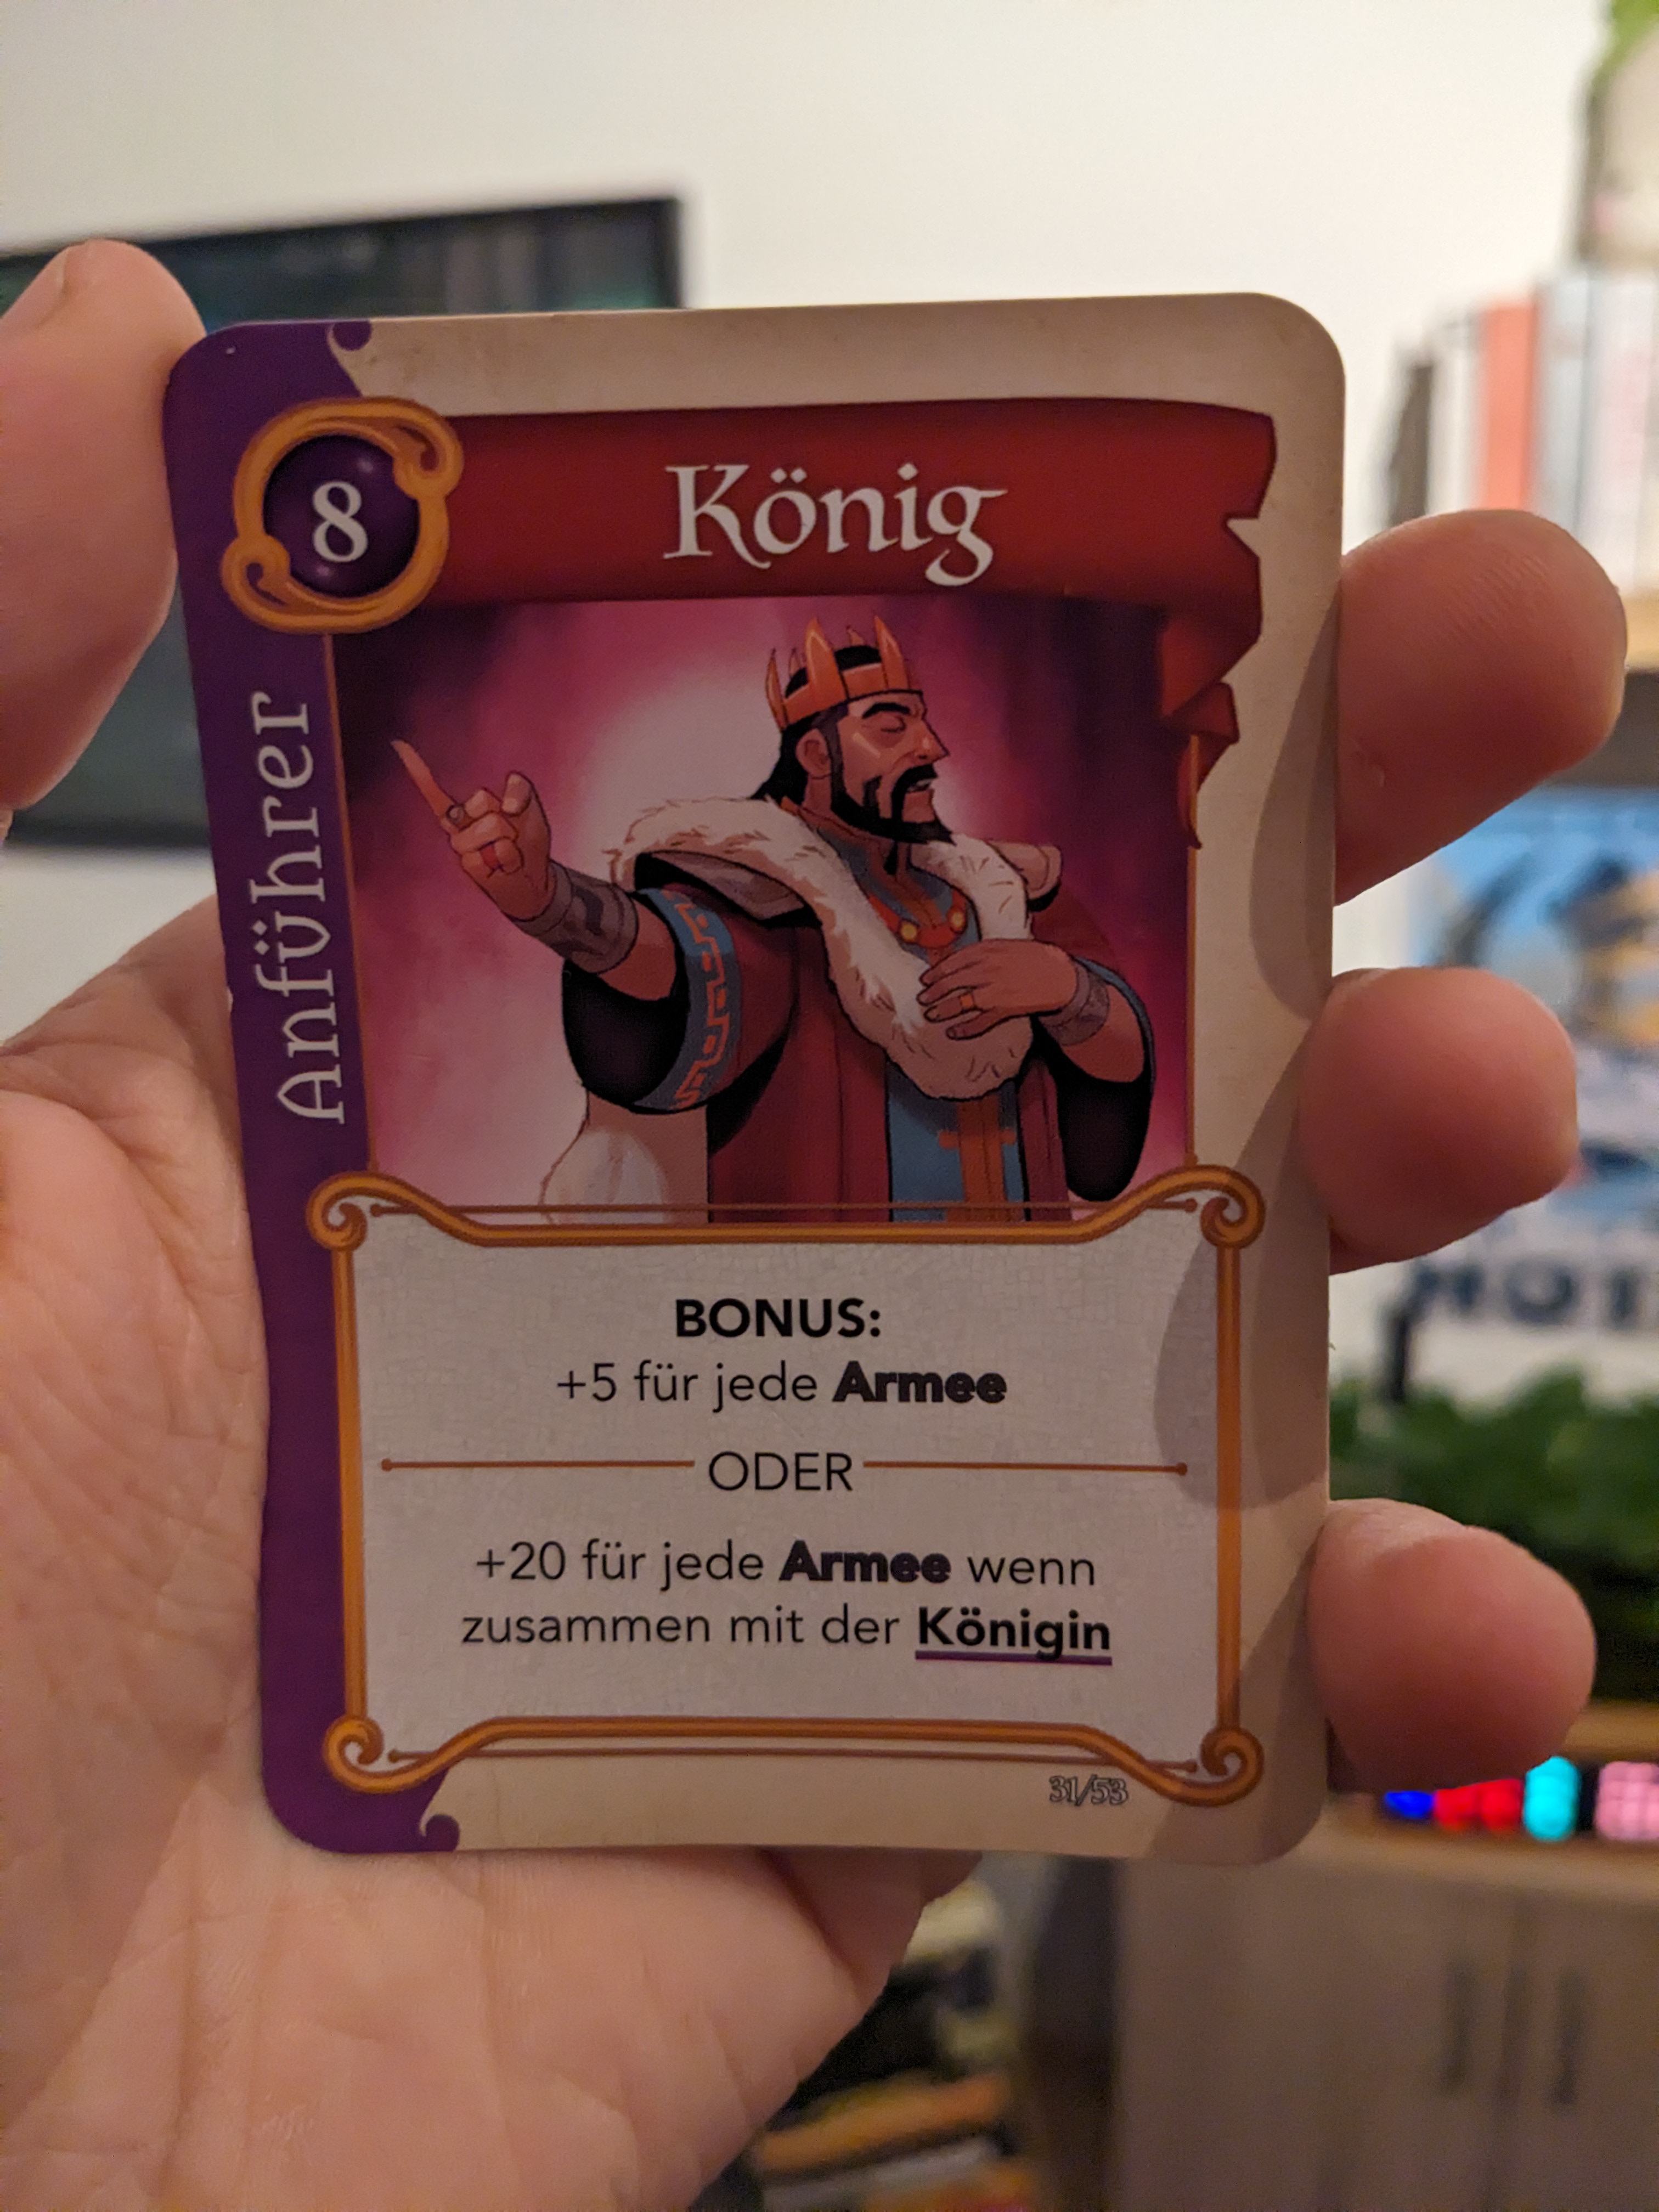 8
König
Anführer
BONUS:
+5 für jede Armee
ODER
+20 für jede Armee wenn
zusammen mit der Königin
31/53